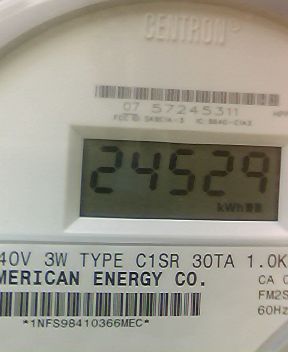 CENTRON
07 57245311
24529
kWh
40V 3W TYPE C1SR 30TA 1.0K
MERICAN ENERGY CO.
CA
FM2S
60Hz
*1NFS98410366MEC*